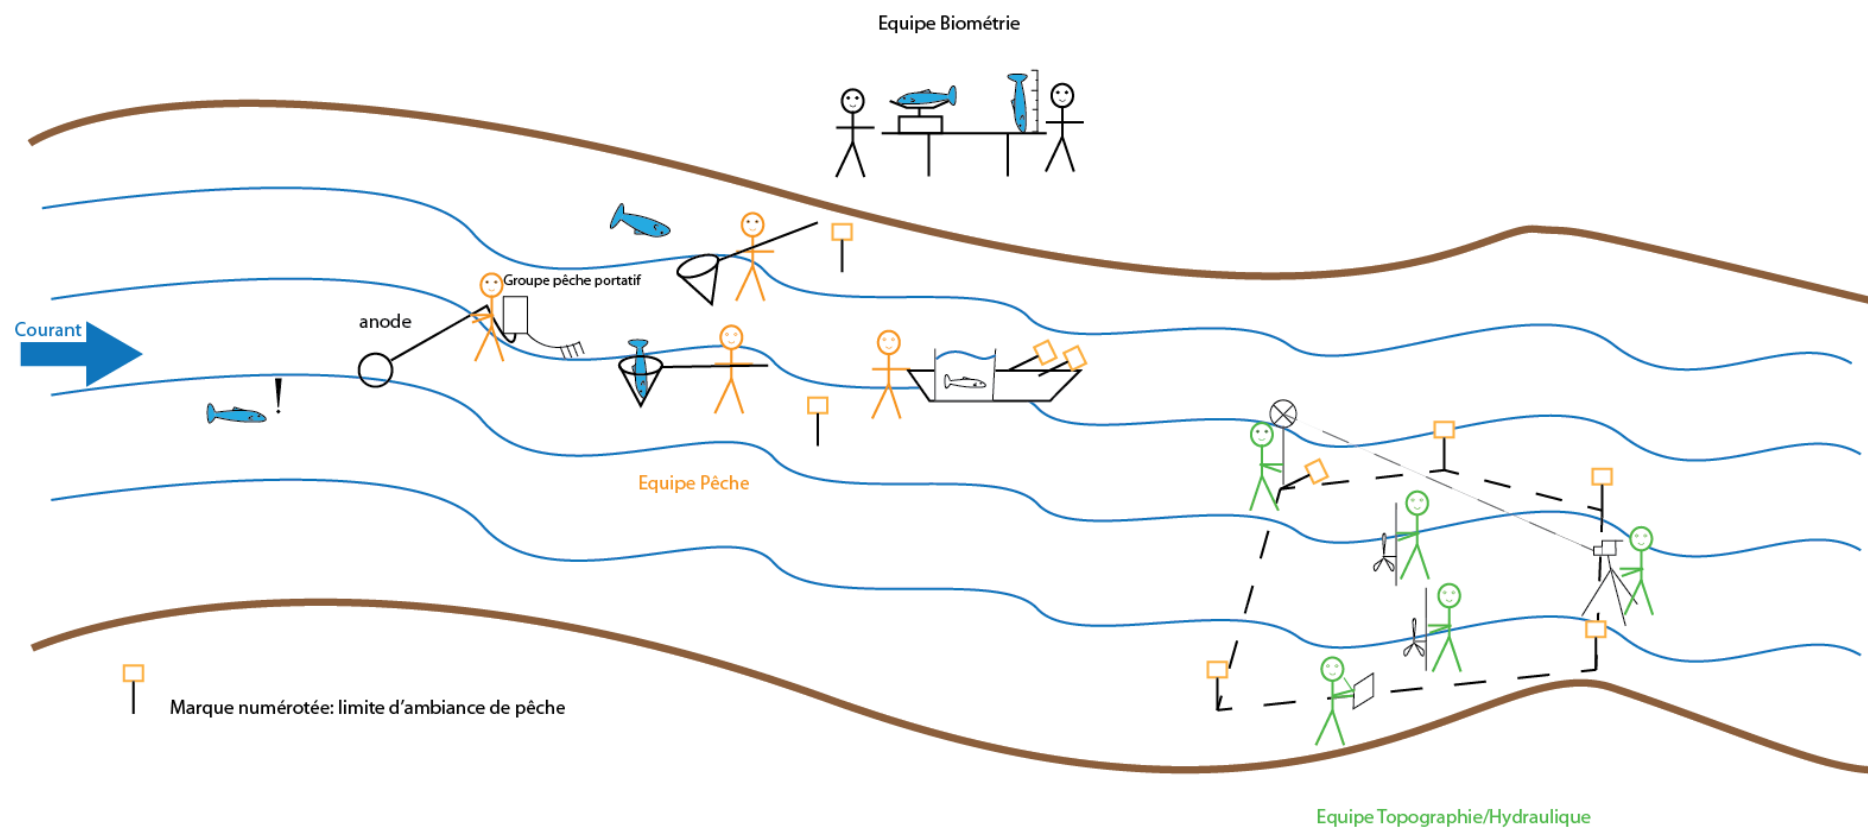 Equipe Biométrie
Groupe pêche portatif
anode
Courant
!
Equipe Pêche
Marque numérotée: limite d'ambiance de pêche
Equipe Topographie/Hydraulique